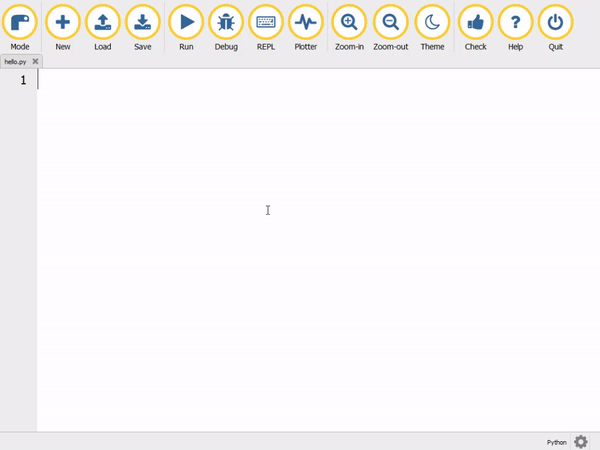 Mode New Load Save Run Debug REPL Plotter Zoom-in Zoom-out Theme Check Help Quit
hello.py
1
Python